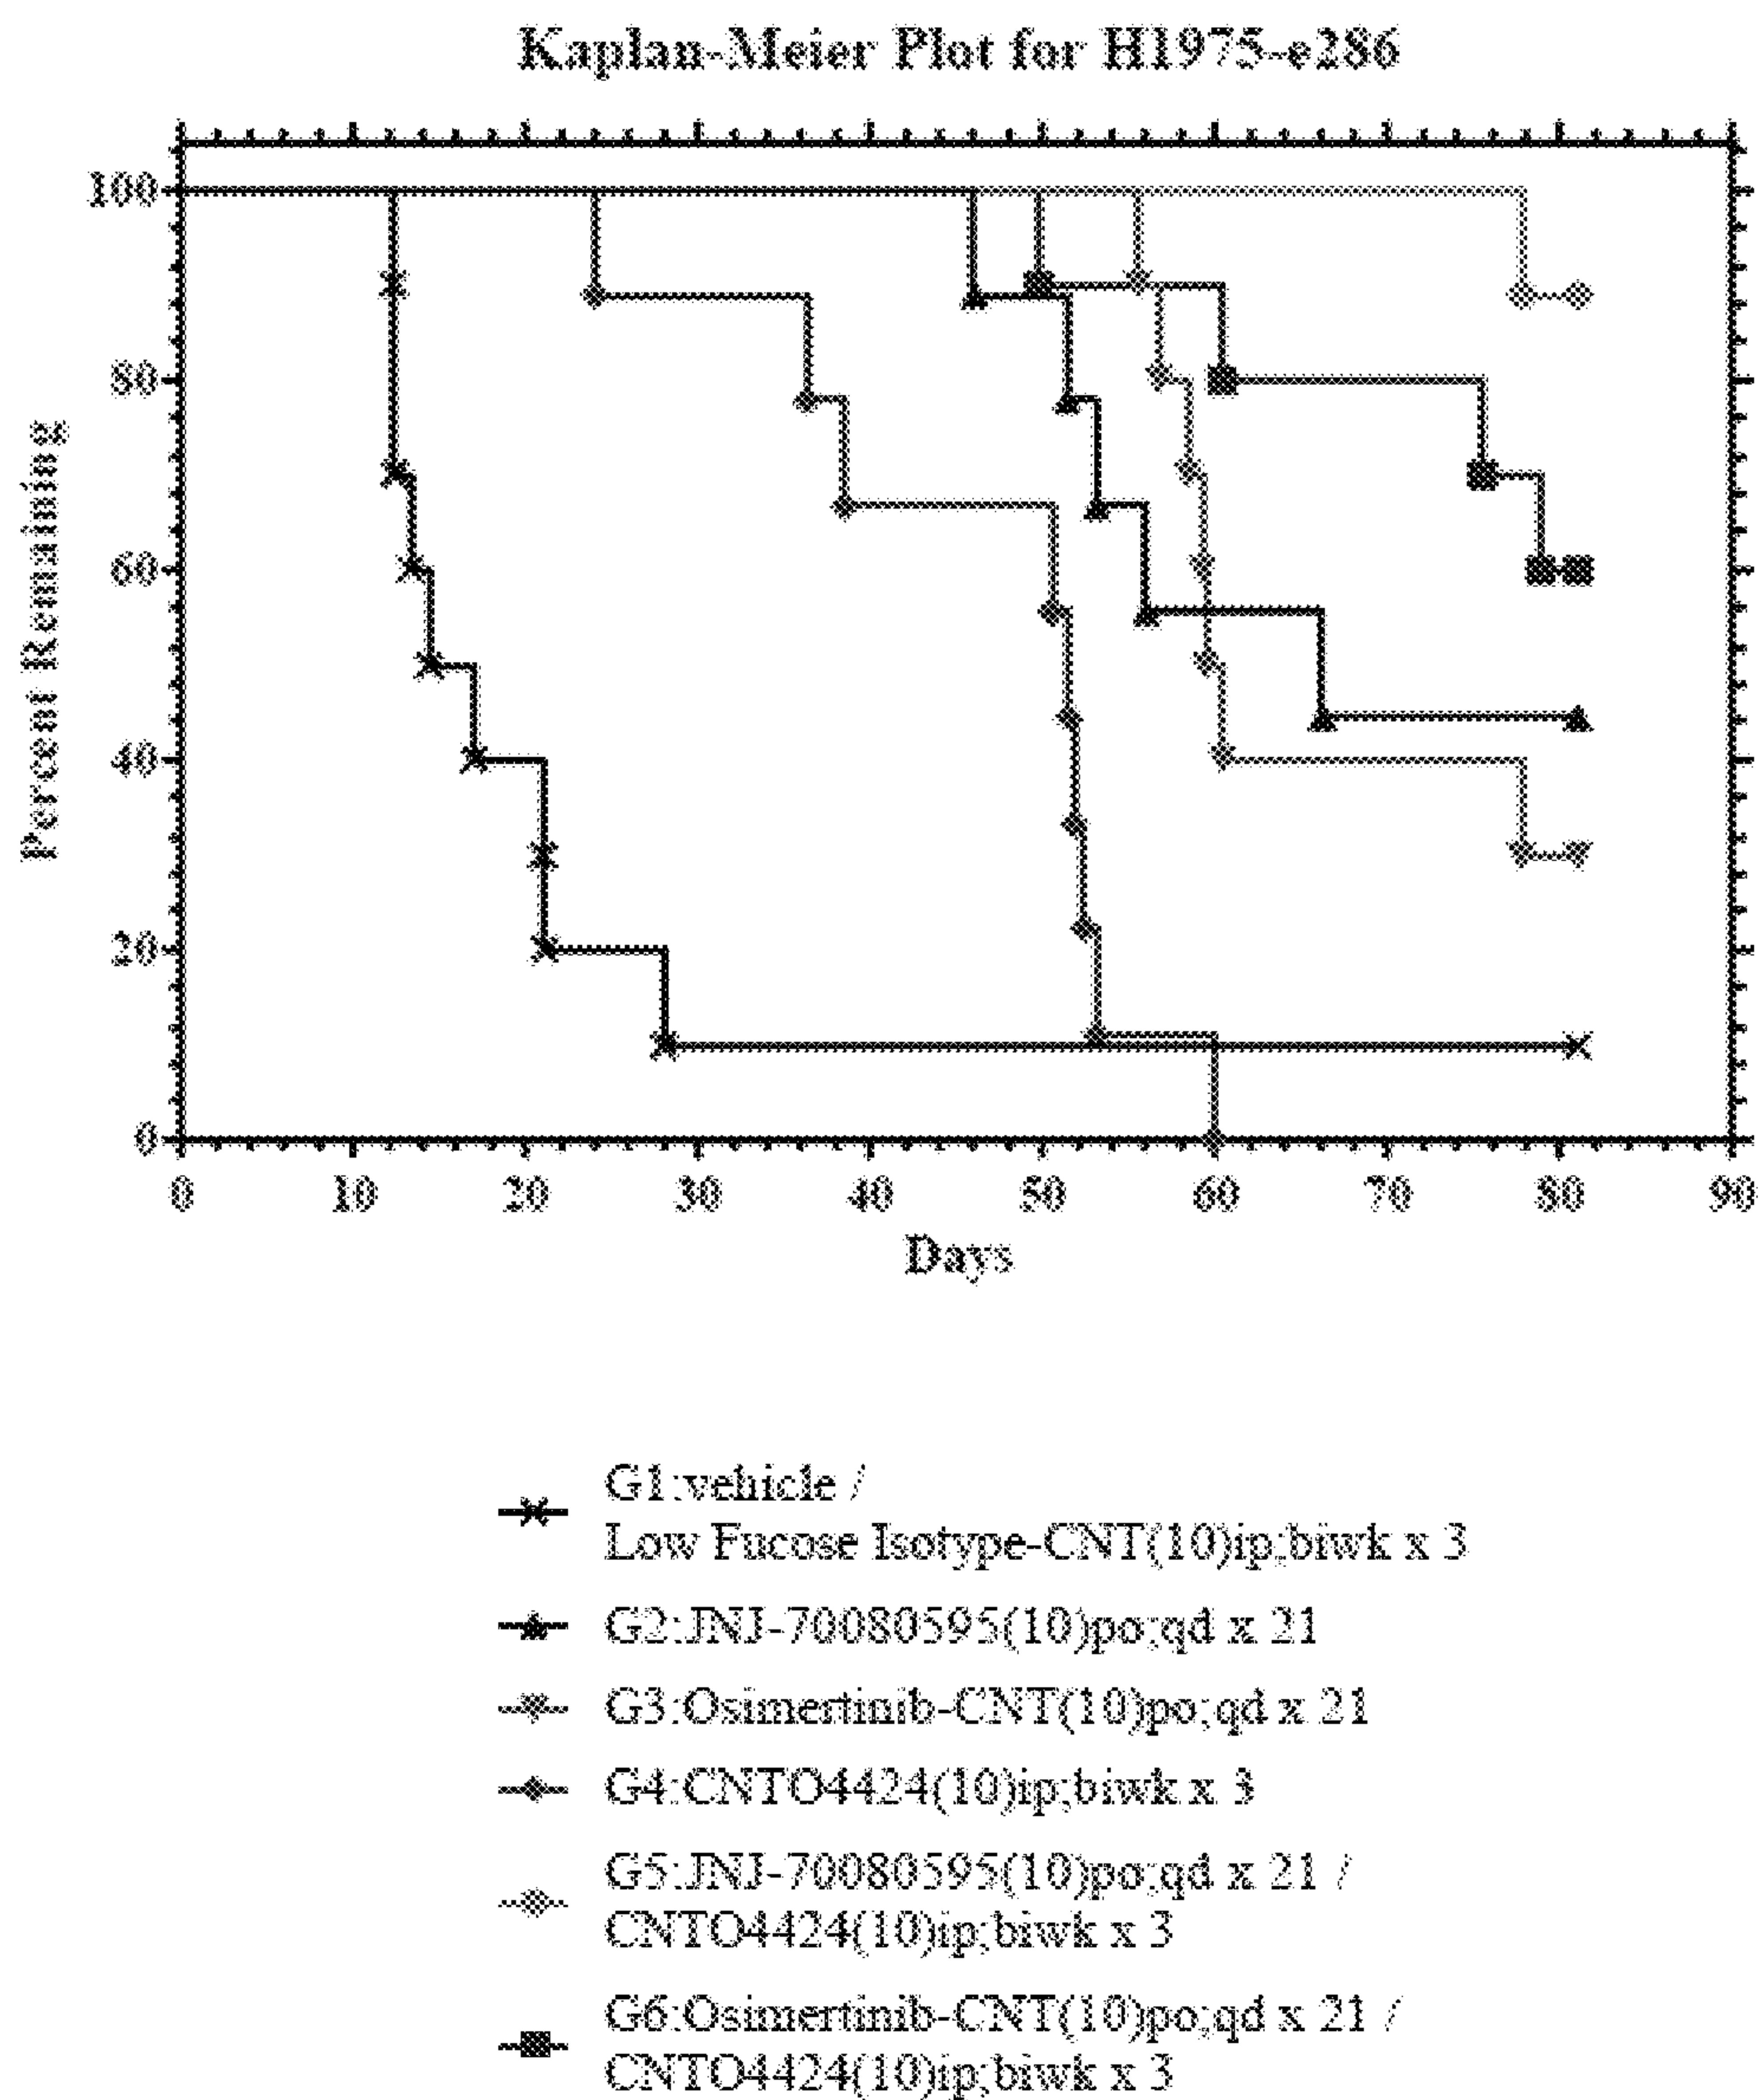 Kaplan-Meier Plot for H1975-e286
100
80
60
40
20
0
Percent Remaining
0 10 20 30 40 50 60 70 80 90
Days
G1:vehicle /
Low Fucose Isotype-CNT(10)ip;biwk x 3
G2:JNJ-70080595(10)po;qd x 21
G3:Osimertinib-CNT(10)po;qd x 21
G4:CNTO4424(10)ip;biwk x 3
G5:JNJ-70080595(10)po;qd x 21 /
CNTO4424(10)ip;biwk x 3
G6:Osimertinib-CNT(10)po;qd x 21 /
CNTO4424(10)ip;biwk x 3